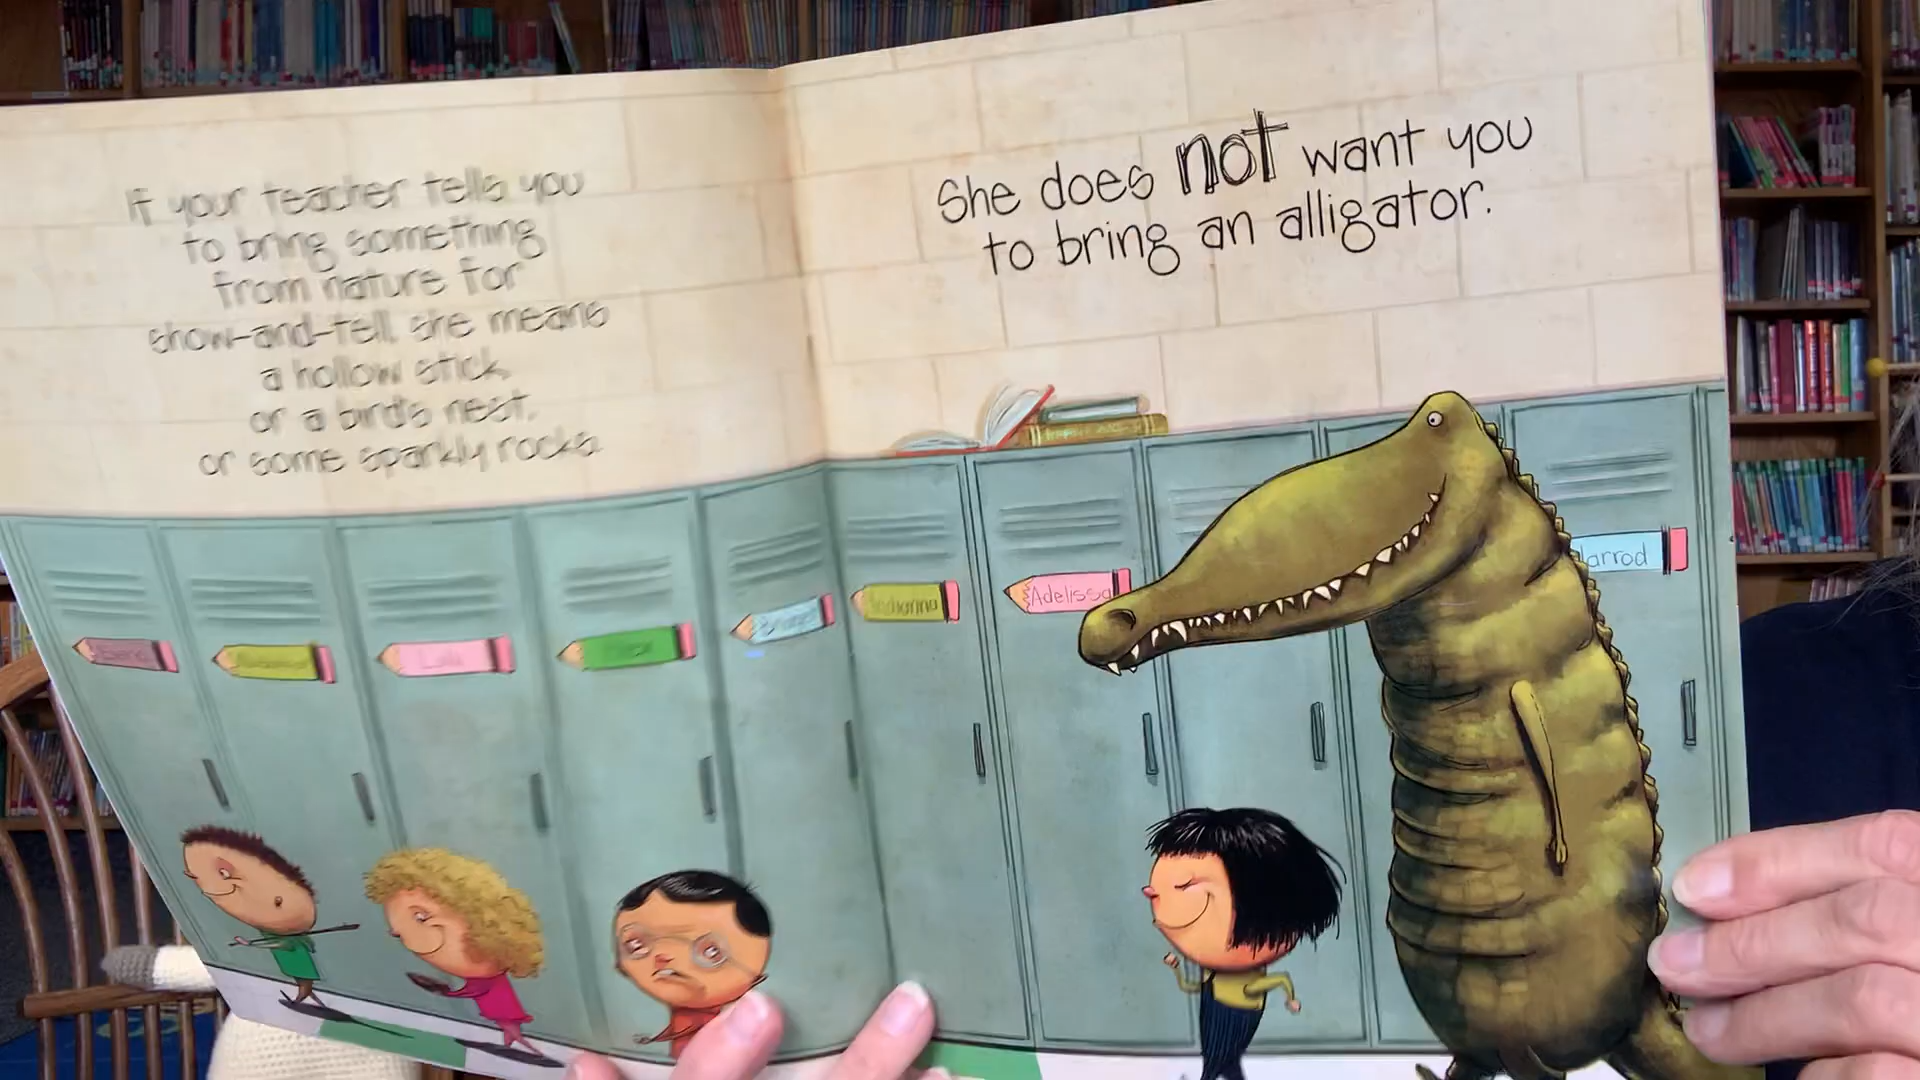 If your teacher tells you
to bring something
from nature for
show-and-tell, she means
a hollow stick,
or a bird's nest,
or some sparkly rocks.
She does not want you
to bring an alligator.
Adelissa
Jarrod